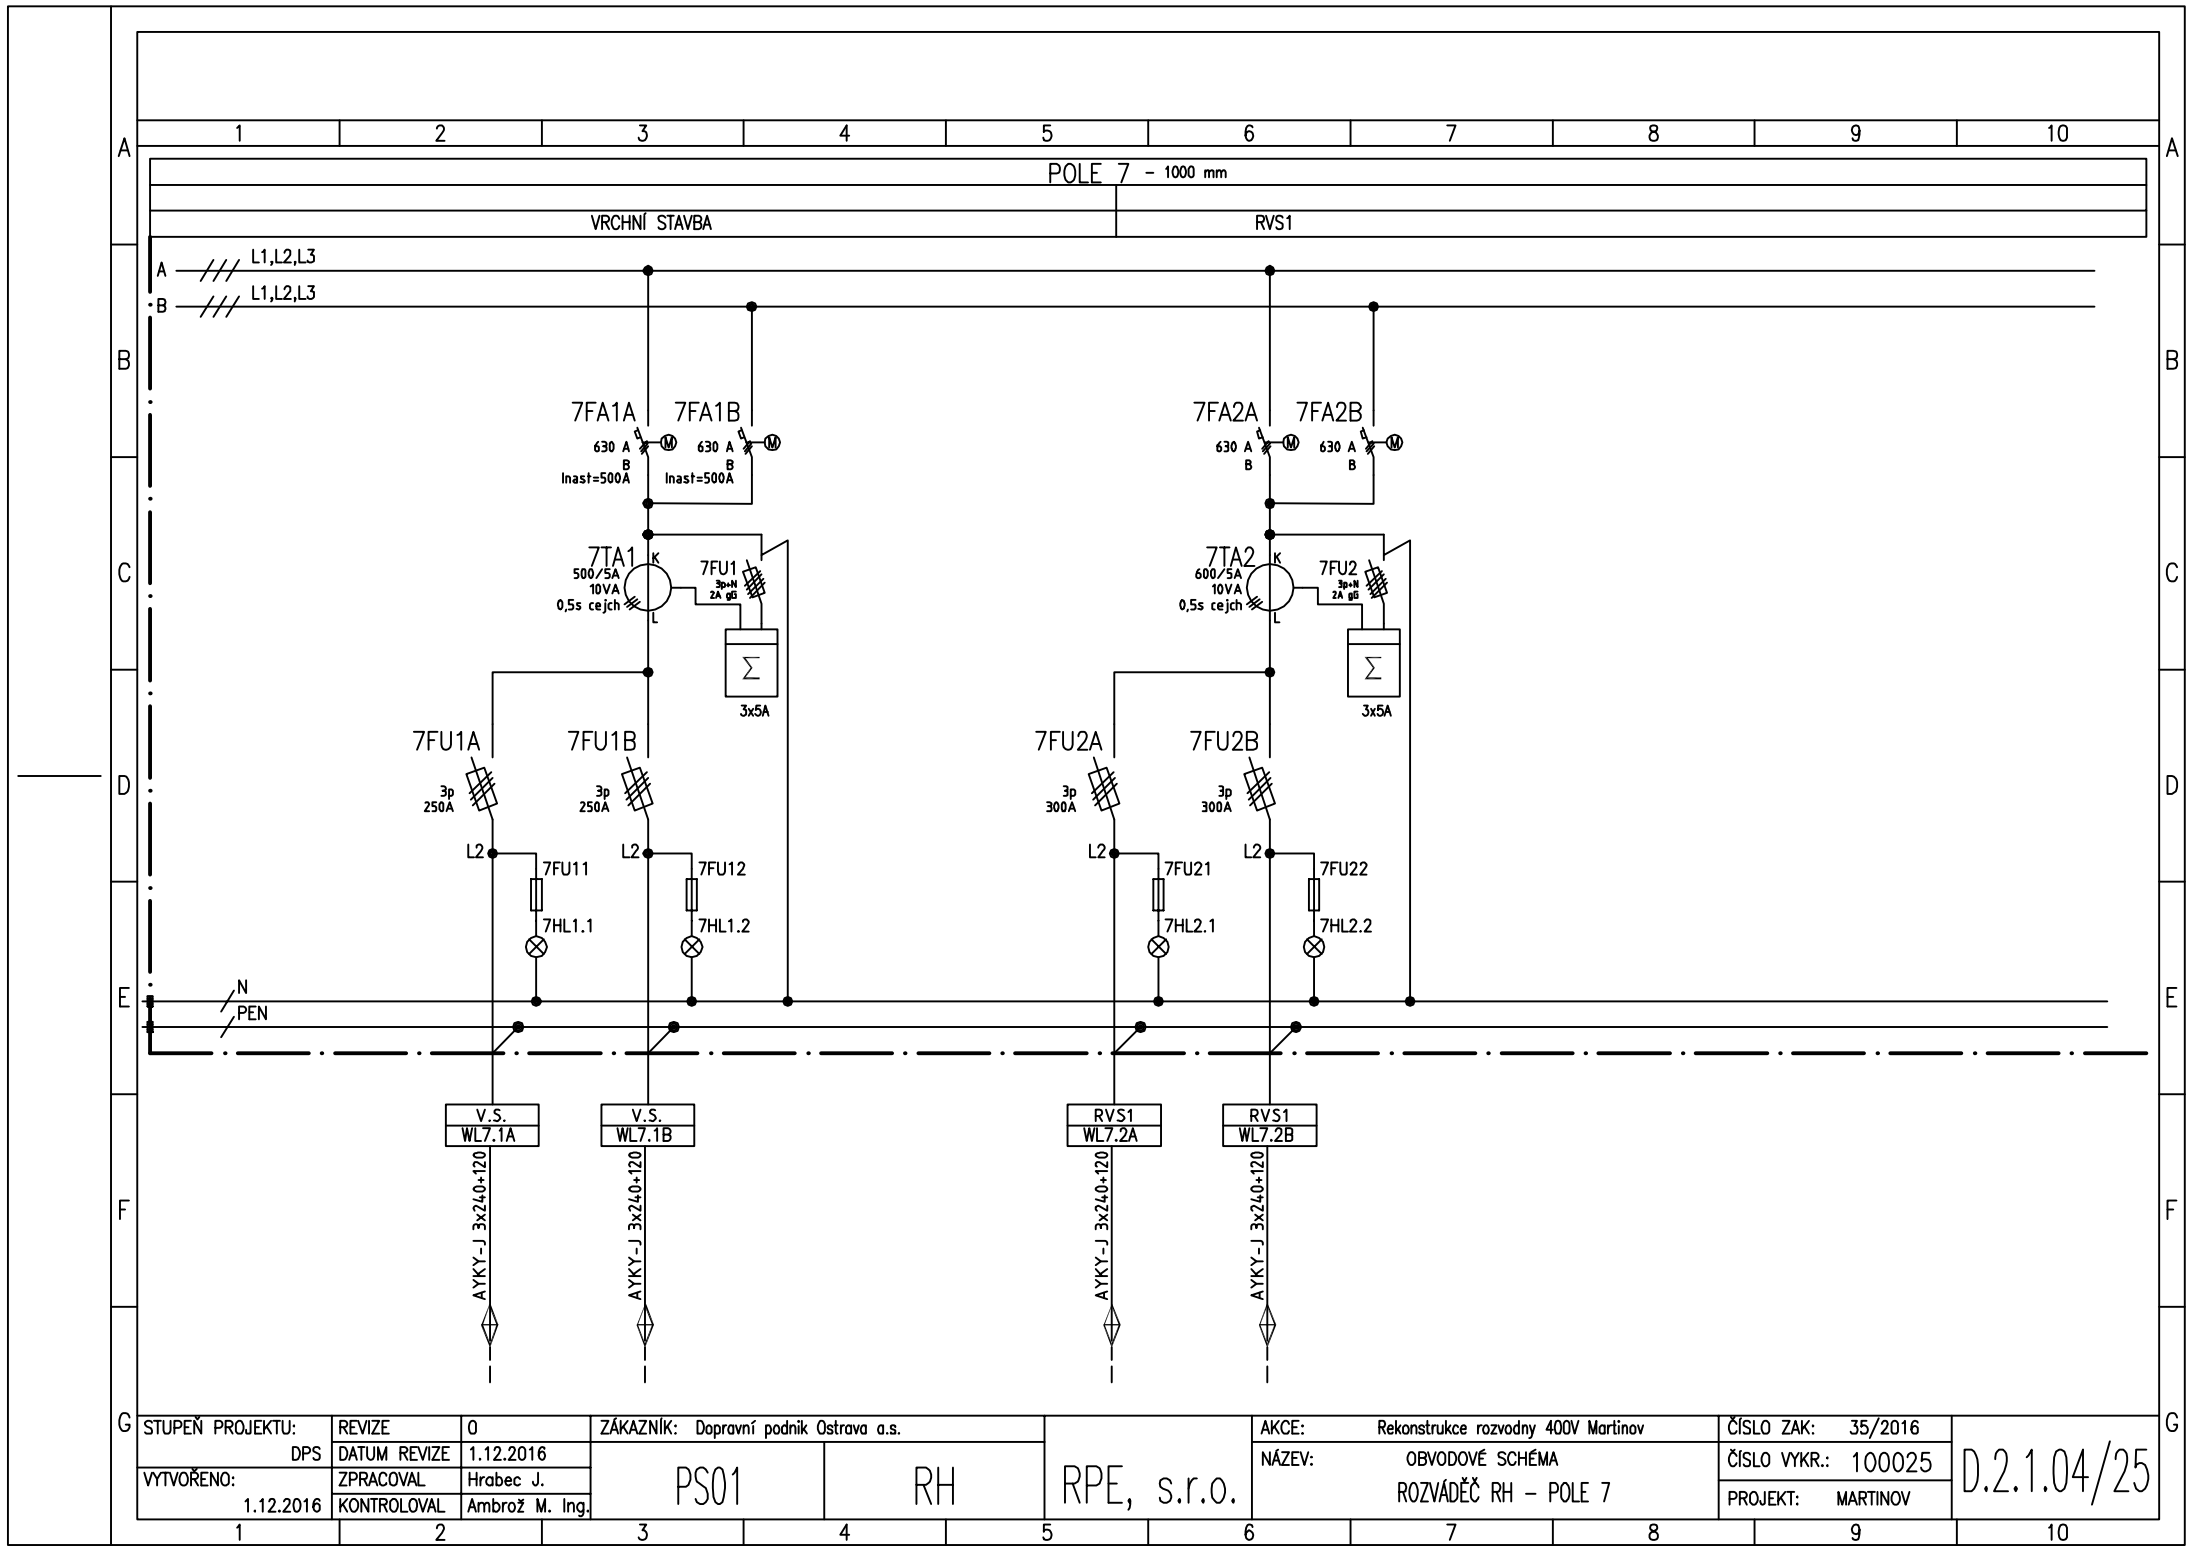 1 2 3 4 5 6 7 8 9 10
A A
POLE 7 - 1000 mm
VRCHNÍ STAVBA RVS1
A L1,L2,L3
B L1,L2,L3
B B
7FA1A 7FA1B 7FA2A 7FA2B
M M M M
630 A 630 A 630 A 630 A
B B B B
Inast=500A Inast=500A
7TA1 K 7TA2 K
500/5A 7FU1 600/5A 7FU2
C C
3p+N 3p+N
10VA 2A gG 10VA 2A gG
0,5s cejch 0,5s cejch
L L
Σ Σ
3x5A 3x5A
7FU1A 7FU1B 7FU2A 7FU2B
D D
3p 3p 3p 3p
250A 250A 300A 300A
L2 L2 L2 L2
7FU11 7FU12 7FU21 7FU22
7HL1.1 7HL1.2 7HL2.1 7HL2.2
E N E
PEN
V.S. V.S. RVS1 RVS1
WL7.1A WL7.1B WL7.2A WL7.2B
AYKY-J 3x240+120 AYKY-J 3x240+120 AYKY-J 3x240+120 AYKY-J 3x240+120
F F
G G
STUPEŇ PROJEKTU: REVIZE 0 ZÁKAZNÍK: Dopravní podnik Ostrava a.s. AKCE: Rekonstrukce rozvodny 400V Martinov ČÍSLO ZAK: 35/2016
DPS DATUM REVIZE 1.12.2016 NÁZEV: OBVODOVÉ SCHÉMA ČÍSLO VYKR.: 100025
VYTVOŘENO: ZPRACOVAL Hrabec J. PS01 RH RPE, s.r.o. ROZVÁDĚČ RH - POLE 7 D.2.1.04/25
1.12.2016 KONTROLOVAL Ambrož M. Ing. PROJEKT: MARTINOV
1 2 3 4 5 6 7 8 9 10